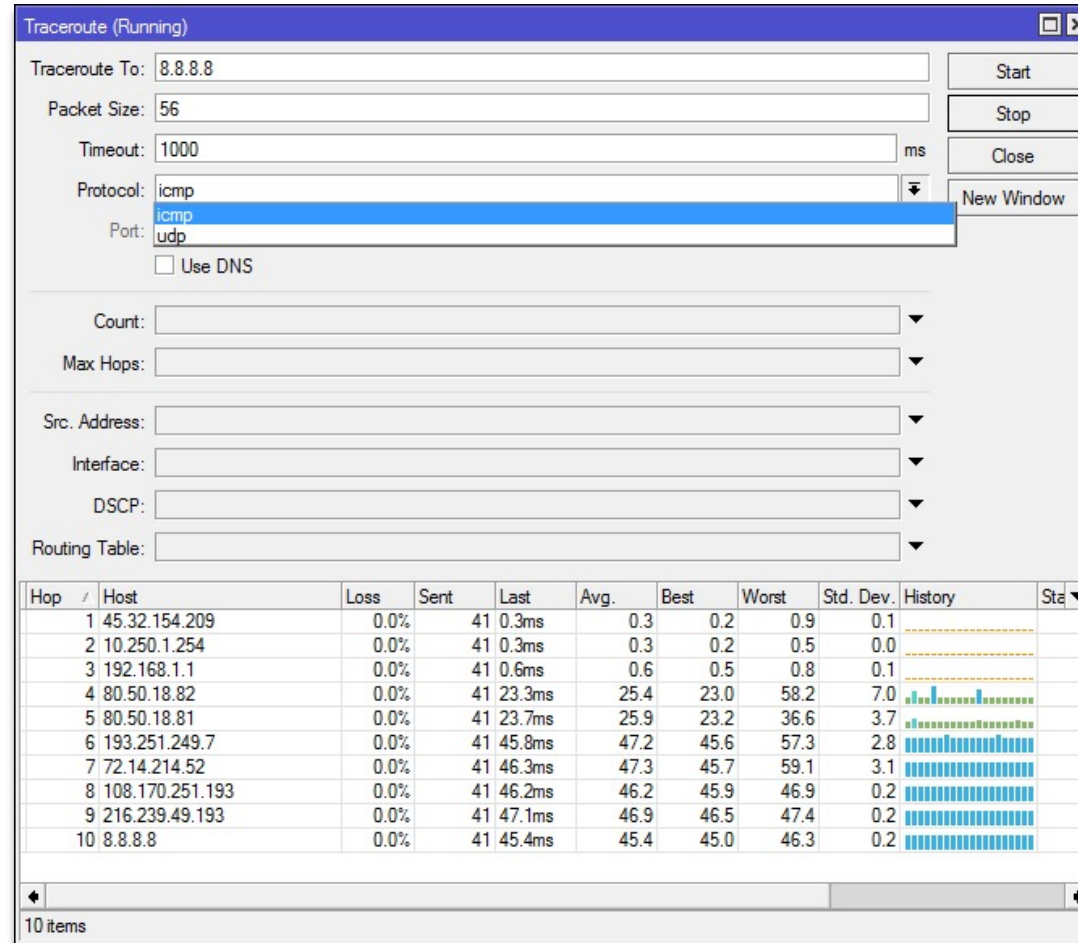 Traceroute (Running)
Traceroute To: 8.8.8.8 Start
Packet Size: 56 Stop
Timeout: 1000 ms Close
Protocol: icmp New Window
icmp
Port: udp
Use DNS
Count:
Max Hops:
Src. Address:
Interface:
DSCP:
Routing Table:
Hop Host Loss Sent Last Avg. Best Worst Std. Dev. History
1 45.32.154.209 0.0% 41 0.3ms 0.3 0.2 0.9 0.1
2 10.250.1.254 0.0% 41 0.3ms 0.3 0.2 0.5 0.0
3 192.168.1.1 0.0% 41 0.6ms 0.6 0.5 0.8 0.1
4 80.50.18.82 0.0% 41 23.3ms 25.4 23.0 58.2 7.0
5 80.50.18.81 0.0% 41 23.7ms 25.9 23.2 36.6 3.7
6 193.251.249.7 0.0% 41 45.8ms 47.2 45.6 57.3 2.8
7 72.14.214.52 0.0% 41 46.3ms 47.3 45.7 59.1 3.1
8 108.170.251.193 0.0% 41 46.2ms 46.2 45.9 46.9 0.2
9 216.239.49.193 0.0% 41 47.1ms 46.9 46.5 47.4 0.2
10 8.8.8.8 0.0% 41 45.4ms 45.4 45.0 46.3 0.2
10 items